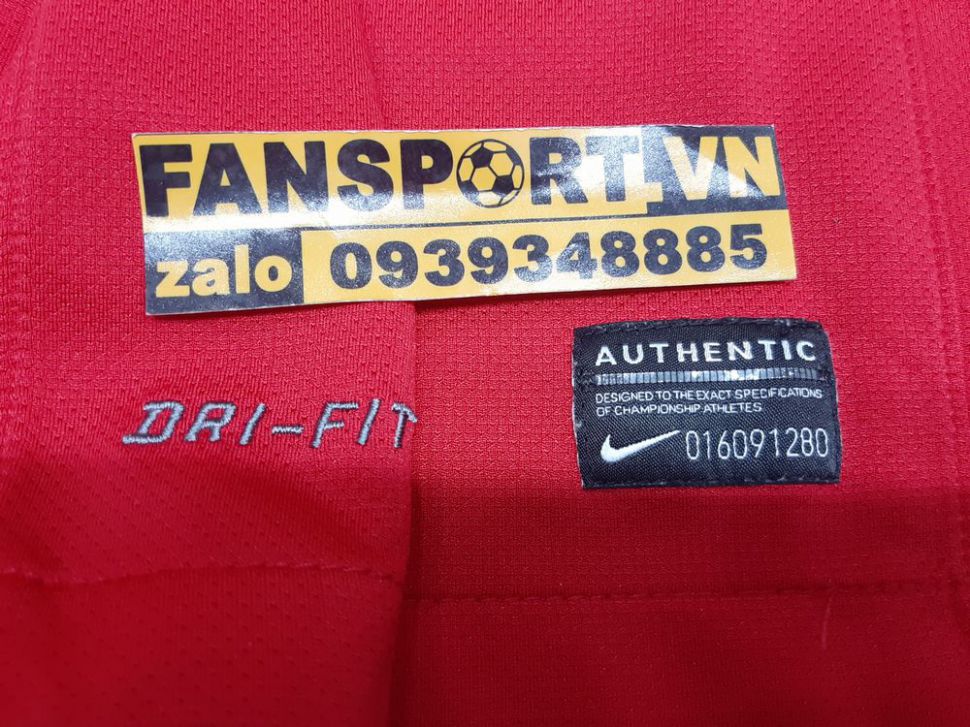 FANSPORT.VN
zalo 0939348885
AUTHENTIC
DESIGNED TO THE EXACT SPECIFICATIONS
OF CHAMPIONSHIP ATHLETES
016091280
DRI-FIT